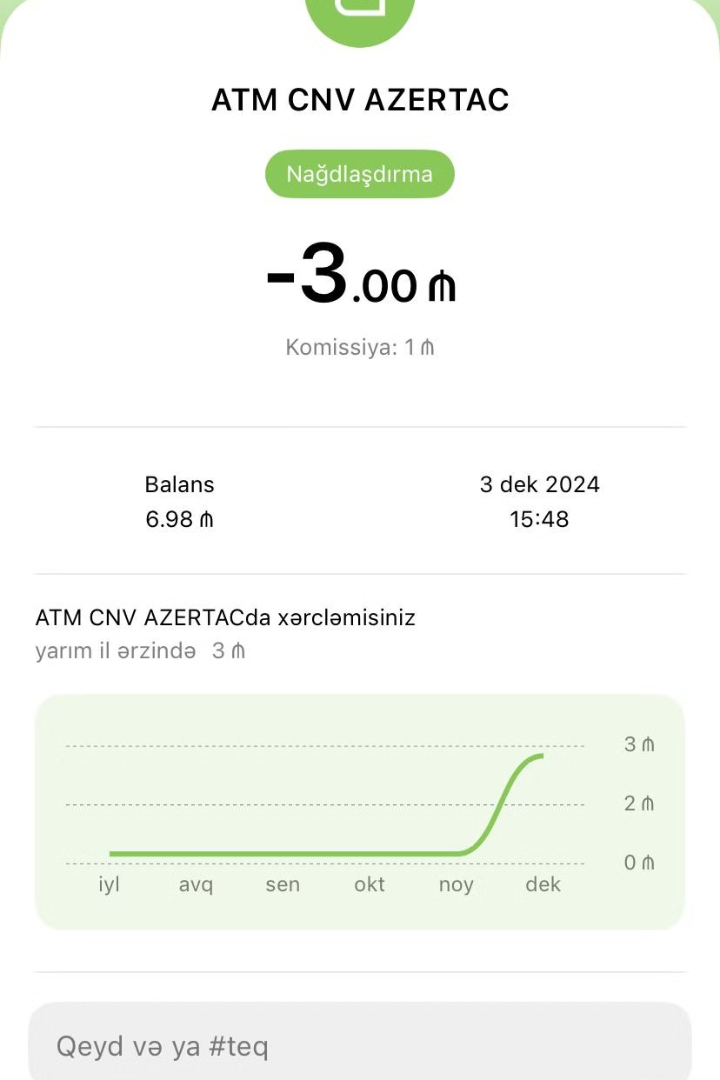 ATM CNV AZERTAC
Nağdlaşdırma
-3.00 ₼
Komissiya: 1 ₼
Balans
6.98 ₼
3 dek 2024
15:48
ATM CNV AZERTACda xərcləmisiniz
yarım il ərzində 3 ₼
3 ₼
2 ₼
0 ₼
iyl avq sen okt noy dek
Qeyd və ya #teq